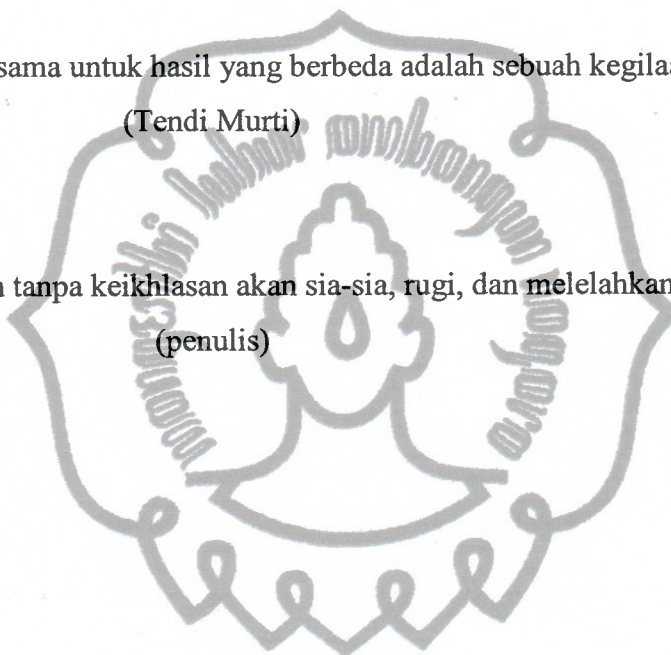 sama untuk hasil yang berbeda adalah sebuah kegila
(Tendi Murti)
tanpa keikhlasan akan sia-sia, rugi, dan melelahkan
(penulis)